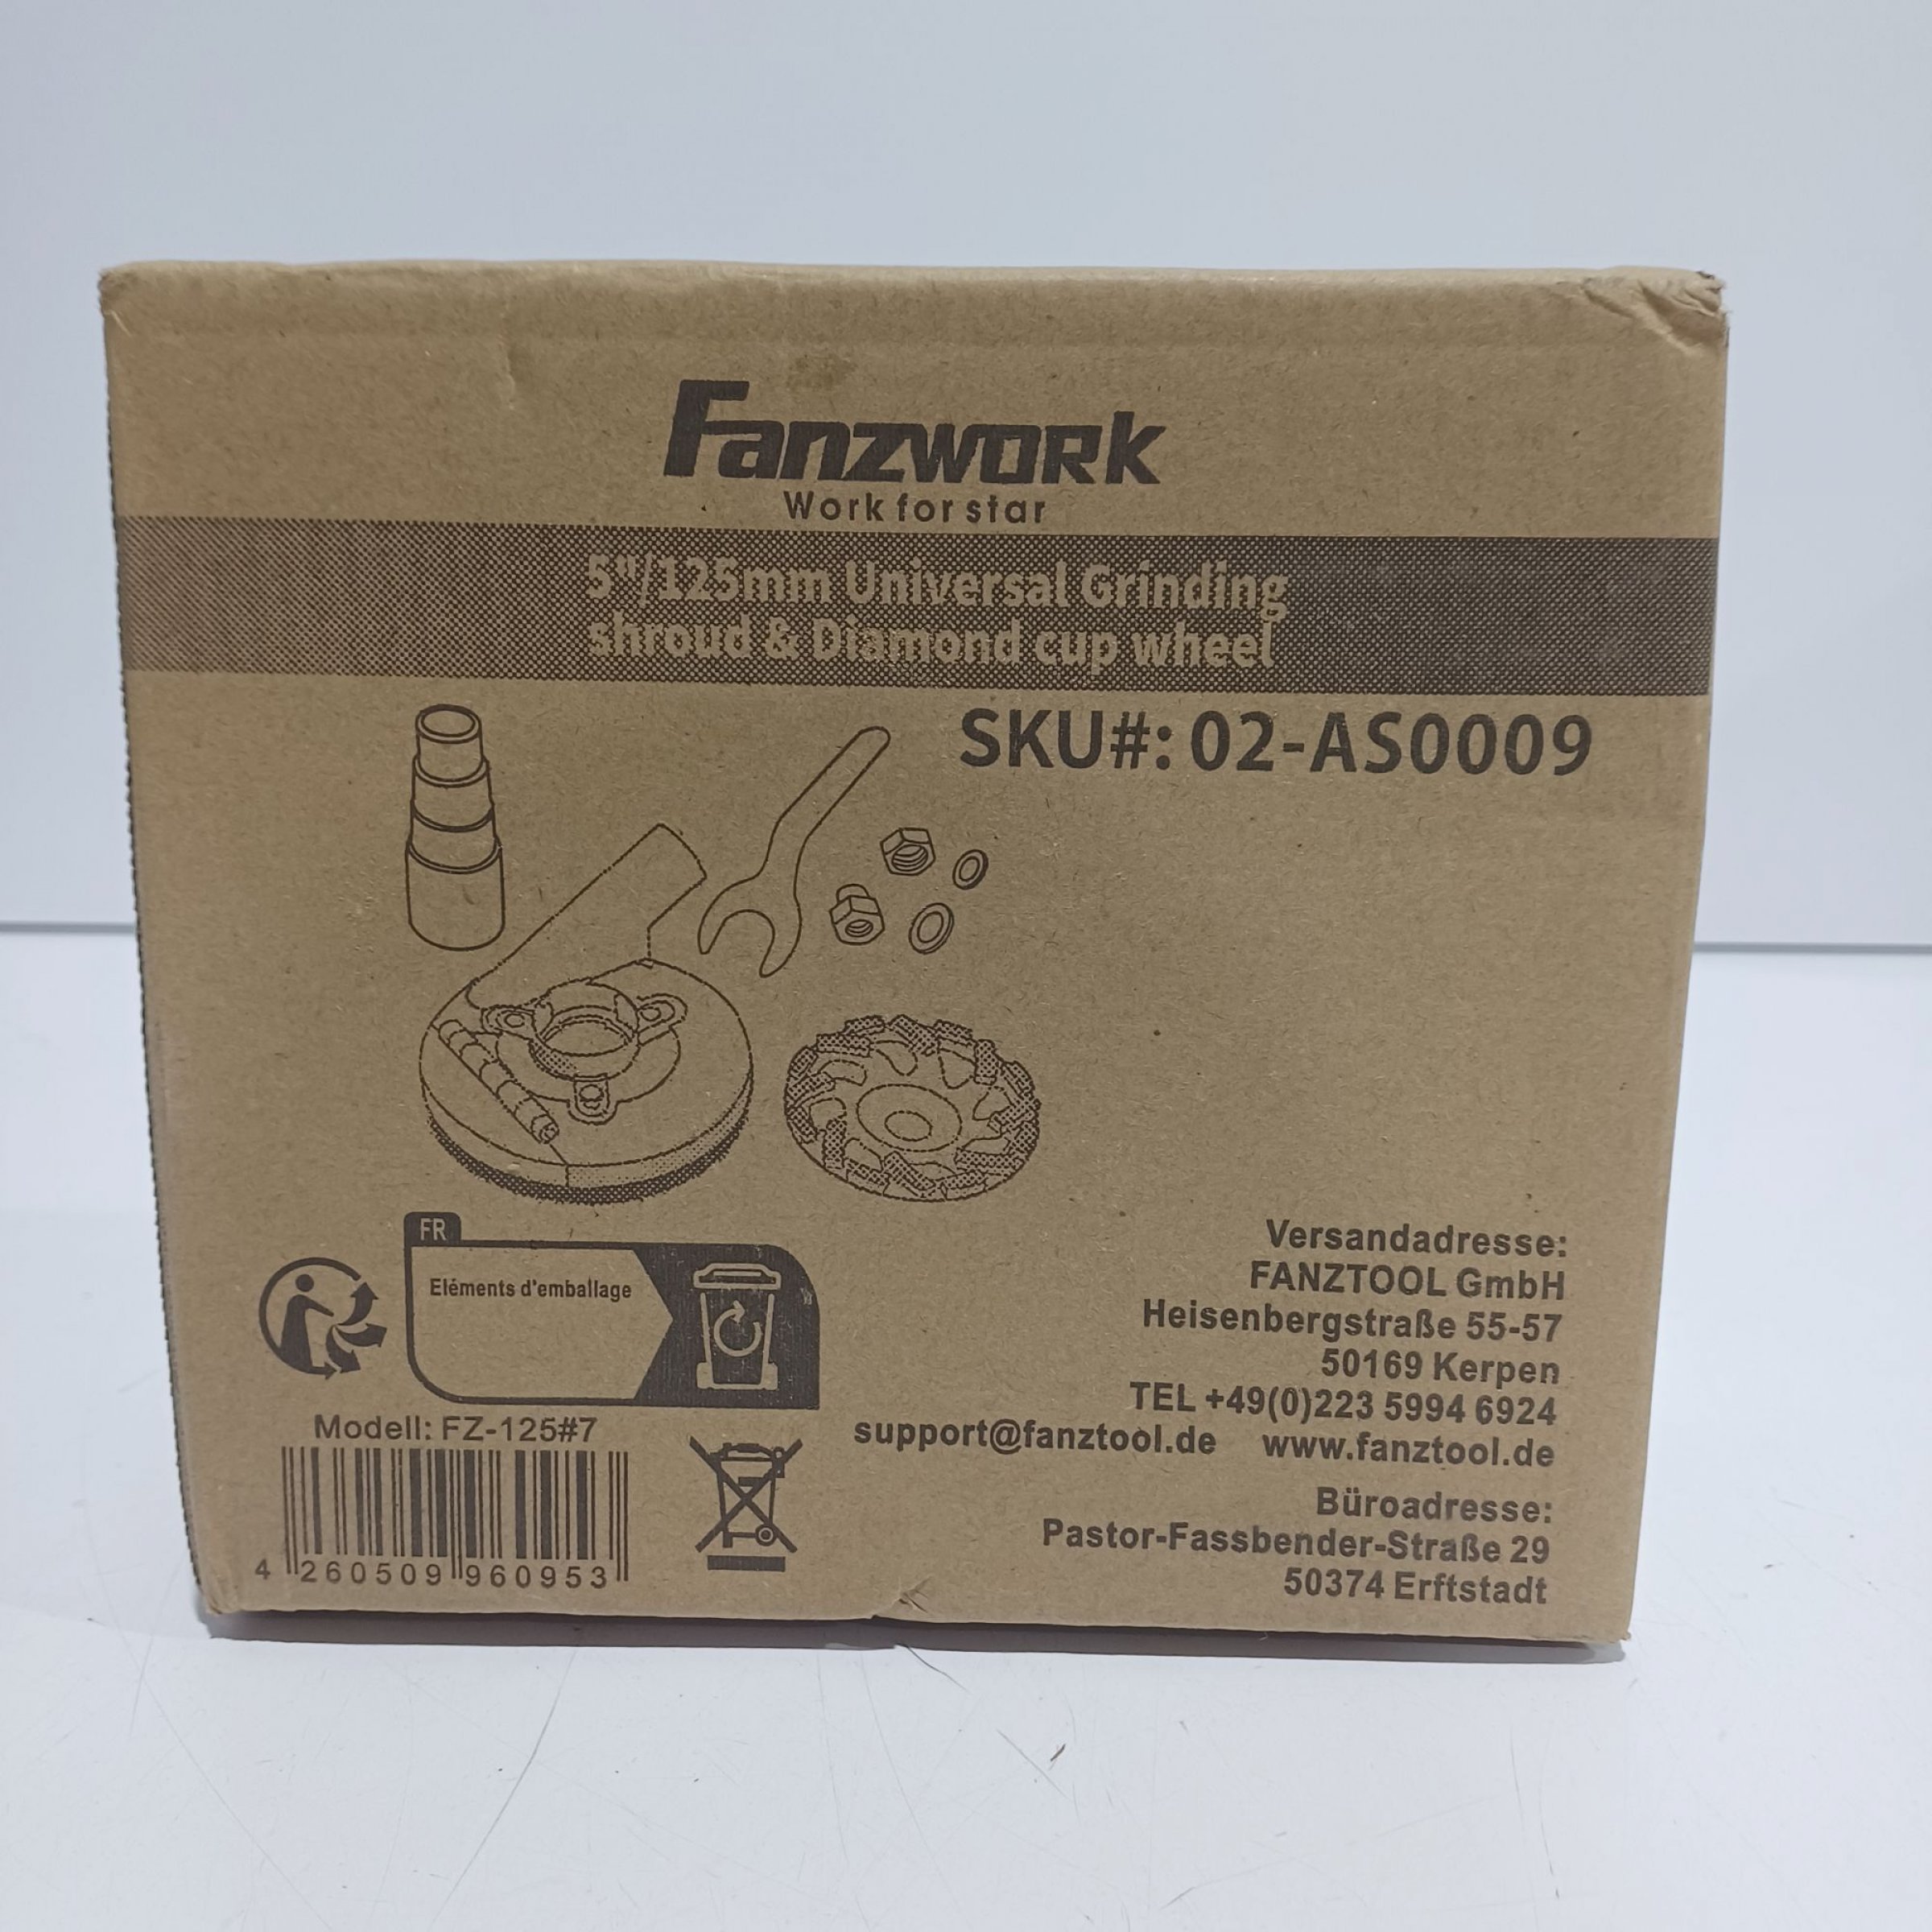 Fanzwork
Work for star
5"/125mm Universal Grinding
shroud & Diamond cup wheel
SKU#: 02-AS0009
FR
Eléments d'emballage
Modell: FZ-125#7
4 260509 960953
Versandadresse:
FANZTOOL GmbH
Heisenbergstraße 55-57
50169 Kerpen
TEL +49(0)223 5994 6924
support@fanztool.de www.fanztool.de
Büroadresse:
Pastor-Fassbender-Straße 29
50374 Erftstadt